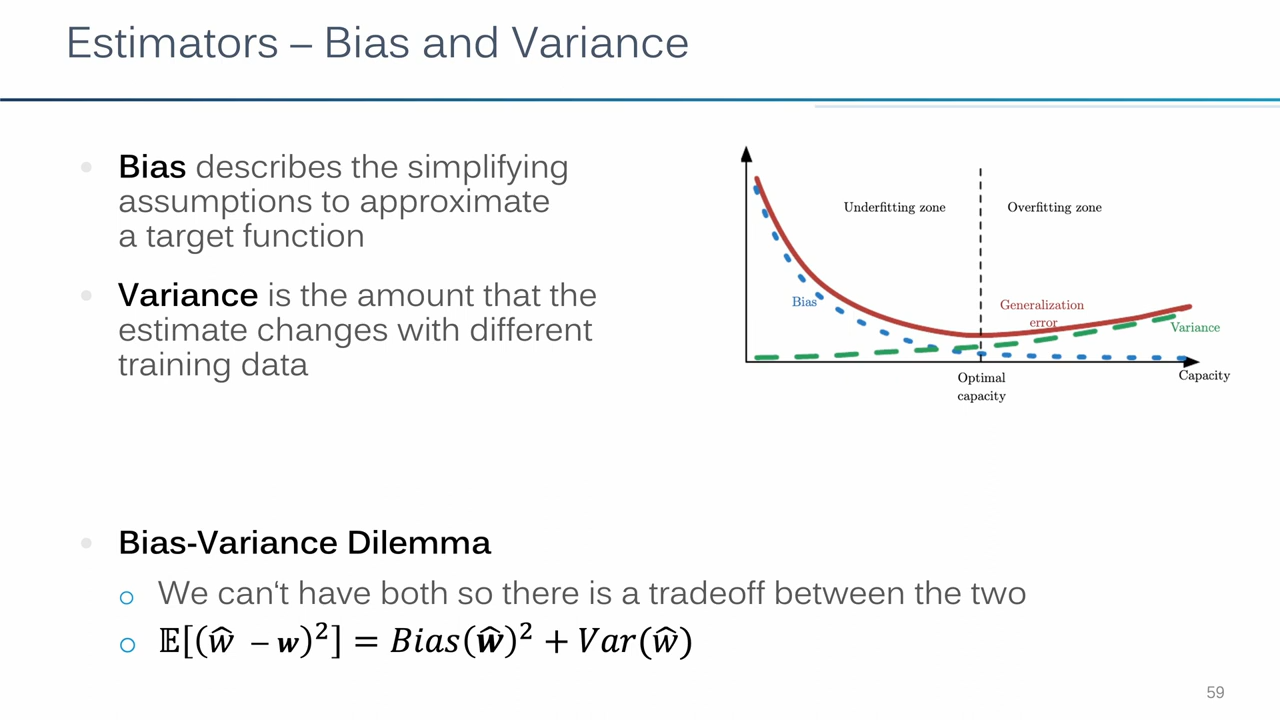 Estimators – Bias and Variance
• Bias describes the simplifying
assumptions to approximate
a target function
• Variance is the amount that the
estimate changes with different
training data
Underfitting zone
Overfitting zone
Bias
Generalization
error
Variance
Optimal
capacity
Capacity
• Bias-Variance Dilemma
o We can‘t have both so there is a tradeoff between the two
o 𝔼[(ŵ – w)²] = Bias(ŵ)² + Var(ŵ)
59